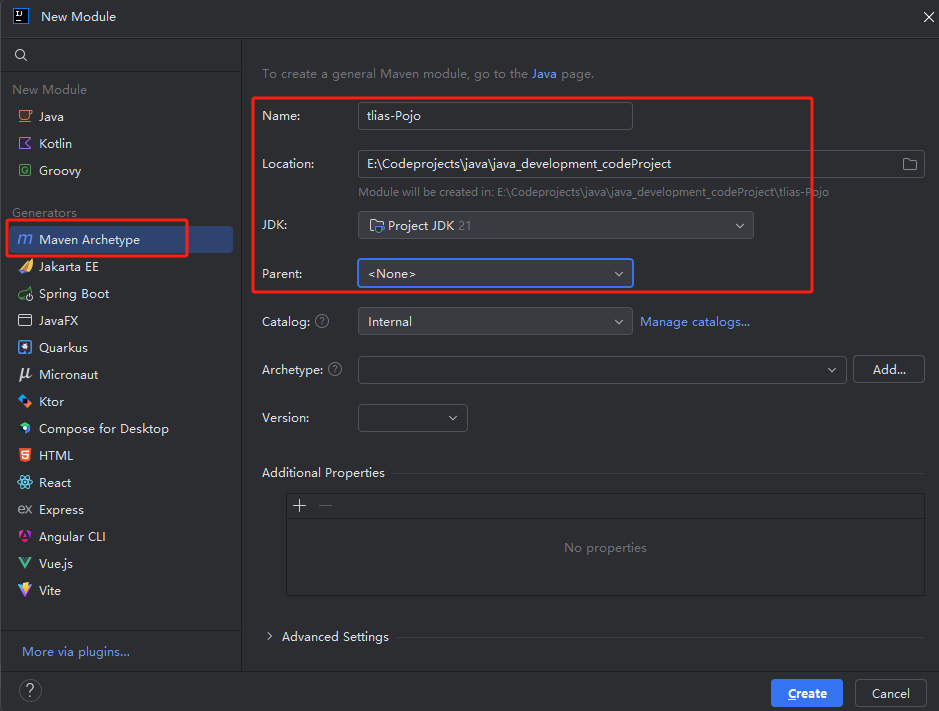 New Module
To create a general Maven module, go to the Java page.
New Module
Java
Kotlin
Groovy
Generators
Maven Archetype
Jakarta EE
Spring Boot
JavaFX
Quarkus
Micronaut
Ktor
Compose for Desktop
HTML
React
Express
Angular CLI
Vue.js
Vite
More via plugins...
Name: tlias-Pojo
Location: E:\Codeprojects\java\java_development_codeProject
Module will be created in: E:\Codeprojects\java\java_development_codeProject\tlias-Pojo
JDK: Project JDK 21
Parent: <None>
Catalog: ? Internal Manage catalogs...
Archetype: ? Add...
Version:
Additional Properties
No properties
Advanced Settings
? Create Cancel